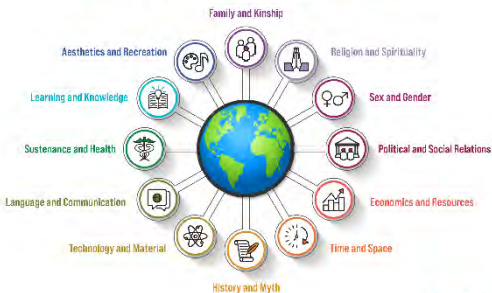 Family and Kinship
Aesthetics and Recreation
Religion and Spirituality
Learning and Knowledge
Sex and Gender
Sustenance and Health
Political and Social Relations
Language and Communication
Economics and Resources
Technology and Material
Time and Space
History and Myth